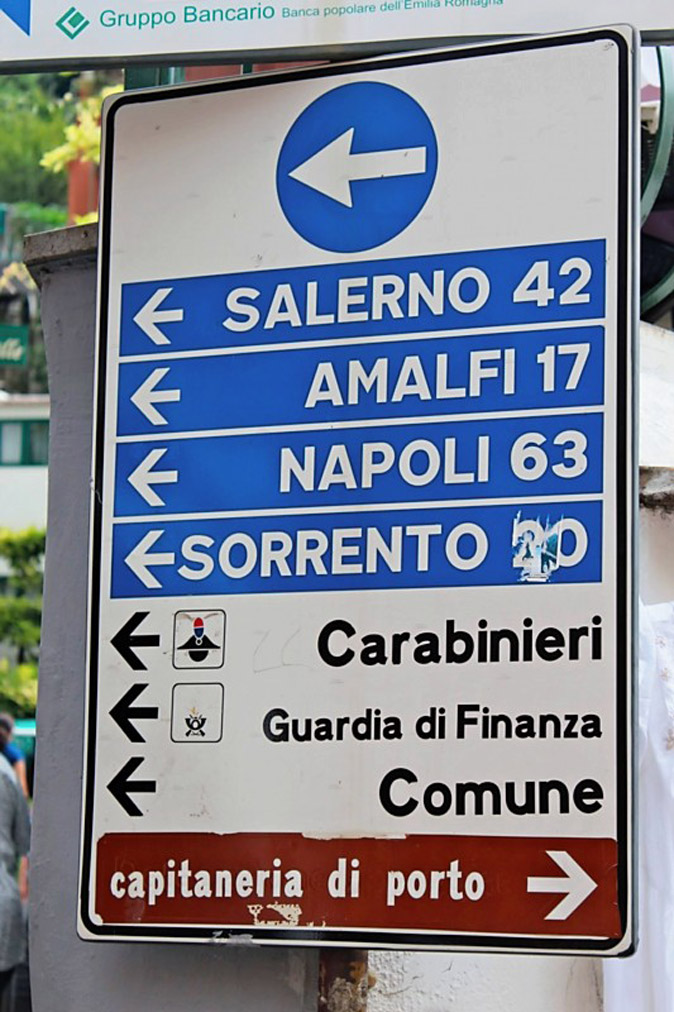 Gruppo Bancario Banca popolare dell'Emilia Romagna
SALERNO 42
AMALFI 17
NAPOLI 63
SORRENTO 20
Carabinieri
Guardia di Finanza
Comune
capitaneria di porto